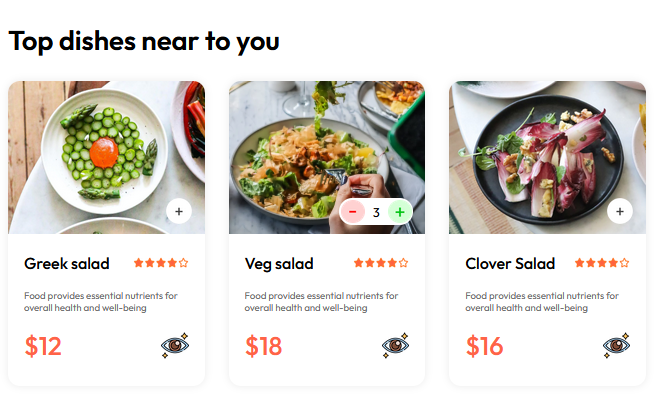 Top dishes near to you
+
- 3 +
+
Greek salad
Veg salad
Clover Salad
Food provides essential nutrients for
overall health and well-being
Food provides essential nutrients for
overall health and well-being
Food provides essential nutrients for
overall health and well-being
$12
$18
$16